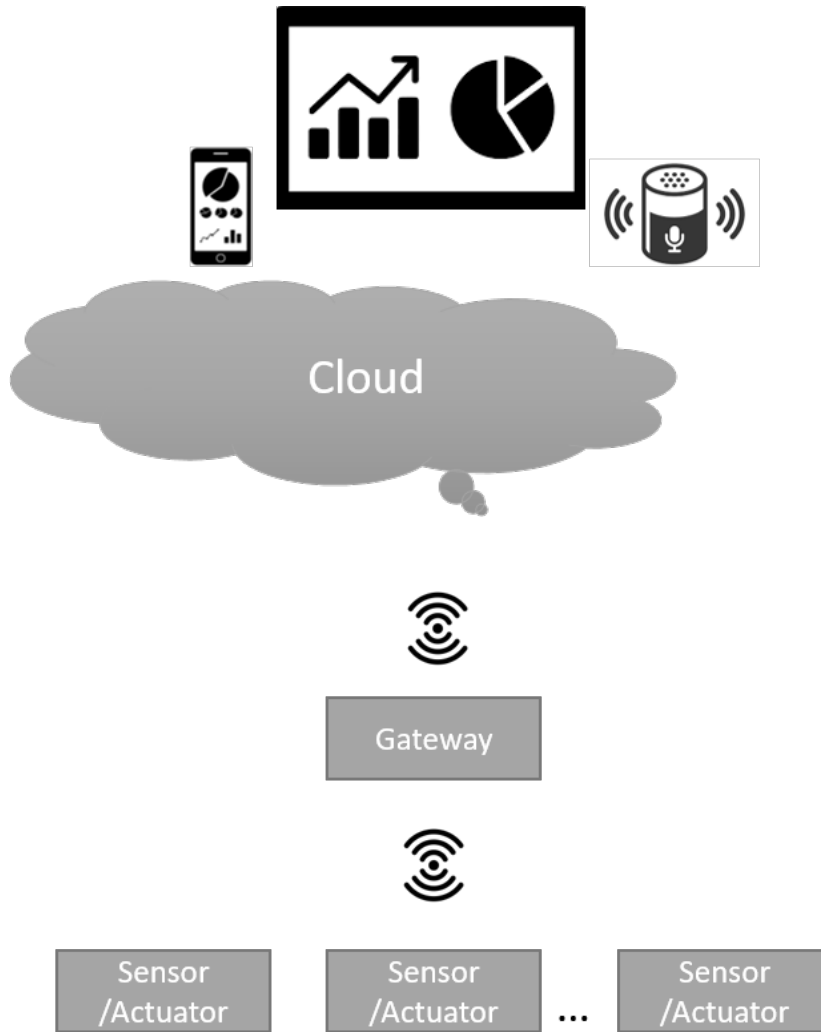 Cloud
Gateway
Sensor
/Actuator
Sensor
/Actuator
...
Sensor
/Actuator